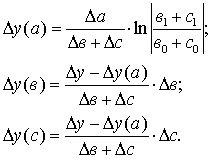 Δy(a) = Δa / (Δв + Δc) · ln |(в₁ + c₁) / (в₀ + c₀)|;
Δy(в) = (Δy − Δy(a)) / (Δв + Δc) · Δв;
Δy(c) = (Δy − Δy(a)) / (Δв + Δc) · Δc.